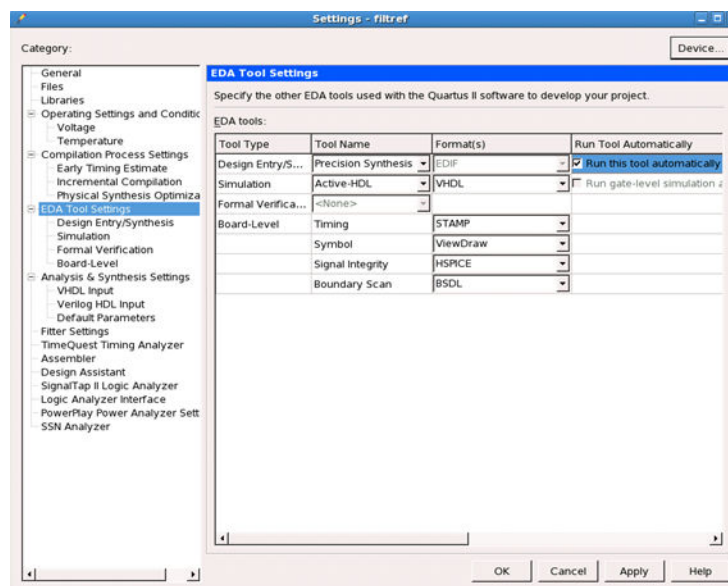 Settings - filtref
Category:
Device...
General
Files
Libraries
Operating Settings and Conditic
Voltage
Temperature
Compilation Process Settings
Early Timing Estimate
Incremental Compilation
Physical Synthesis Optimiza
EDA Tool Settings
Design Entry/Synthesis
Simulation
Formal Verification
Board-Level
Analysis & Synthesis Settings
VHDL Input
Verilog HDL Input
Default Parameters
Fitter Settings
TimeQuest Timing Analyzer
Assembler
Design Assistant
SignalTap II Logic Analyzer
Logic Analyzer Interface
PowerPlay Power Analyzer Sett
SSN Analyzer
EDA Tool Settings
Specify the other EDA tools used with the Quartus II software to develop your project.
EDA tools:
Tool Type Tool Name Format(s) Run Tool Automatically
Design Entry/S... Precision Synthesis EDIF Run this tool automatically
Simulation Active-HDL VHDL Run gate-level simulation a
Formal Verifica... <None>
Board-Level Timing STAMP
Symbol ViewDraw
Signal Integrity HSPICE
Boundary Scan BSDL
OK Cancel Apply Help